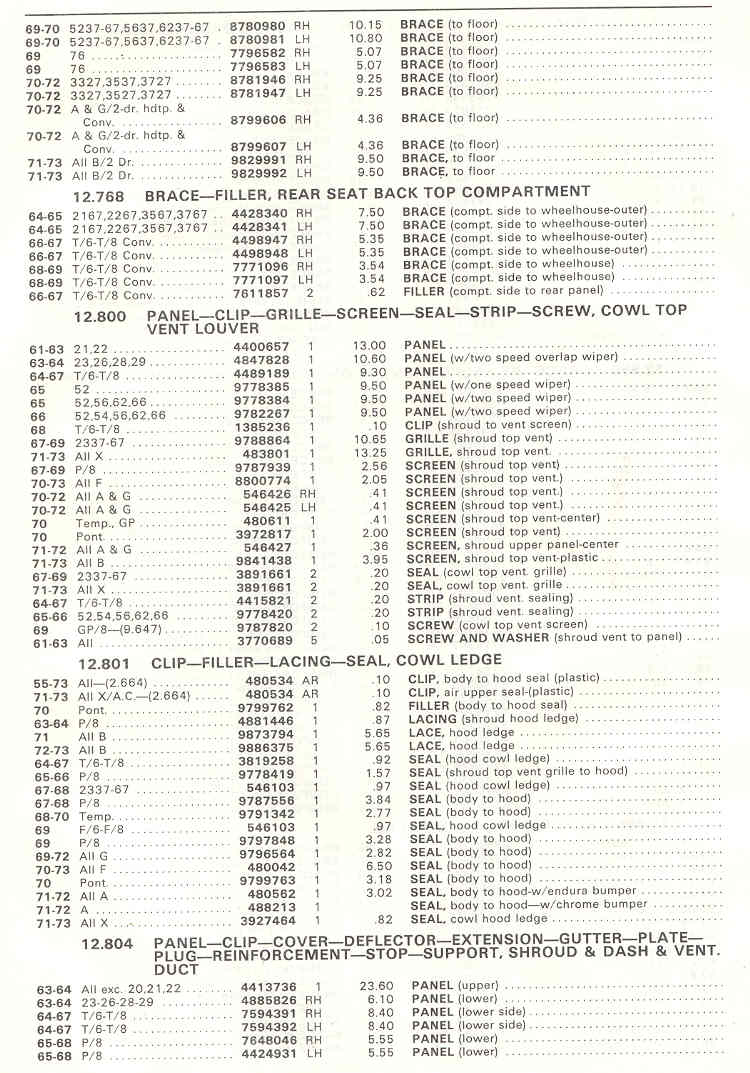 69-70 5237-67,5637,6237-67 . 8780980 RH 10.15 BRACE (to floor)
69-70 5237-67,5637,6237-67 . 8780981 LH 10.80 BRACE (to floor)
69 76 7796582 RH 5.07 BRACE (to floor)
69 76 7796583 LH 5.07 BRACE (to floor)
70-72 3327,3537,3727 8781946 RH 9.25 BRACE (to floor)
70-72 3327,3527,3727 8781947 LH 9.25 BRACE (to floor)
70-72 A & G/2-dr. hdtp. &
Conv. 8799606 RH 4.36 BRACE (to floor)
70-72 A & G/2-dr. hdtp. &
Conv. 8799607 LH 4.36 BRACE (to floor)
71-73 All B/2 Dr. 9829991 RH 9.50 BRACE, to floor
71-73 All B/2 Dr. 9829992 LH 9.50 BRACE, to floor
12.768 BRACE—FILLER, REAR SEAT BACK TOP COMPARTMENT
64-65 2167,2267,3567,3767 .. 4428340 RH 7.50 BRACE (compt. side to wheelhouse-outer)
64-65 2167,2267,3567,3767 .. 4428341 LH 7.50 BRACE (compt. side to wheelhouse-outer)
66-67 T/6-T/8 Conv. 4498947 RH 5.35 BRACE (compt. side to wheelhouse-outer)
66-67 T/6-T/8 Conv. 4498948 LH 5.35 BRACE (compt. side to wheelhouse-outer)
68-69 T/6-T/8 Conv. 7771096 RH 3.54 BRACE (compt. side to wheelhouse)
68-69 T/6-T/8 Conv. 7771097 LH 3.54 BRACE (compt. side to wheelhouse)
66-67 T/6-T/8 Conv. 7611857 2 .62 FILLER (compt. side to rear panel)
12.800 PANEL—CLIP—GRILLE—SCREEN—SEAL—STRIP—SCREW, COWL TOP
VENT LOUVER
61-63 21,22 4400657 1 13.00 PANEL
63-64 23,26,28,29 4847828 1 10.60 PANEL (w/two speed overlap wiper)
64-67 T/6-T/8 4489189 1 9.30 PANEL
65 52 9778385 1 9.50 PANEL (w/one speed wiper)
65 52,56,62,66 9778384 1 9.50 PANEL (w/two speed wiper)
66 52,54,56,62,66 9782267 1 9.50 PANEL (w/two speed wiper)
68 T/6-T/8 1385236 1 .10 CLIP (shroud to vent screen)
67-69 2337-67 9788864 1 10.65 GRILLE (shroud top vent)
71-73 All X 483801 1 13.25 GRILLE, shroud top vent.
67-69 P/8 9787939 1 2.56 SCREEN (shroud top vent)
70-73 All F 8800774 1 2.05 SCREEN (shroud top vent.)
70-72 All A & G 546426 RH .41 SCREEN (shroud top vent.)
70-72 All A & G 546425 LH .41 SCREEN (shroud top vent.)
70 Temp., GP 480611 1 .41 SCREEN (shroud top vent-center)
70 Pont. 3972817 1 2.00 SCREEN (shroud top vent)
71-72 All A & G 546427 1 .36 SCREEN, shroud upper panel-center
71-73 All B 9841438 1 3.95 SCREEN, shroud top vent-plastic
67-69 2337-67 3891661 2 .20 SEAL (cowl top vent. grille)
71-73 All X 3891661 2 .20 SEAL, cowl top vent. grille
64-67 T/6-T/8 4415821 2 .20 STRIP (shroud vent. sealing)
65-66 52,54,56,62,66 9778420 2 .20 STRIP (shroud vent. sealing)
69 GP/8—(9.647) 9787820 2 .10 SCREW (cowl top vent screen)
61-63 All 3770689 5 .05 SCREW AND WASHER (shroud vent to panel)
12.801 CLIP—FILLER—LACING—SEAL, COWL LEDGE
55-73 All—(2.664) 480534 AR .10 CLIP, body to hood seal (plastic)
71-73 All X/A.C.—(2.664) 480534 AR .10 CLIP, air upper seal-(plastic)
70 Pont. 9799762 1 .82 FILLER (body to hood seal)
63-64 P/8 4881446 1 .87 LACING (shroud hood ledge)
71 All B 9873794 1 5.65 LACE, hood ledge
72-73 All B 9886375 1 5.65 LACE, hood ledge
64-67 T/6-T/8 3819258 1 .92 SEAL (hood cowl ledge)
65-66 P/8 9778419 1 1.57 SEAL (shroud top vent grille to hood)
67-68 2337-67 546103 1 .97 SEAL (hood cowl ledge)
67-68 P/8 9787556 1 3.84 SEAL (body to hood)
68-70 Temp. 9791342 1 2.77 SEAL (body to hood)
69 F/6-F/8 546103 1 .97 SEAL, hood cowl ledge
69 P/8 9797848 1 3.28 SEAL (body to hood)
69-72 All G 9796564 1 2.82 SEAL (body to hood)
70-73 All F 480042 1 6.50 SEAL (body to hood)
70 Pont. 9799763 1 3.18 SEAL (body to hood)
71-72 All A 480562 1 3.02 SEAL, body to hood-w/endura bumper
71-72 A 488213 1 SEAL, body to hood—w/chrome bumper
71-73 All X 3927464 1 .82 SEAL, cowl hood ledge
12.804 PANEL—CLIP—COVER—DEFLECTOR—EXTENSION—GUTTER—PLATE—
PLUG—REINFORCEMENT—STOP—SUPPORT, SHROUD & DASH & VENT.
DUCT
63-64 All exc. 20,21,22 4413736 1 23.60 PANEL (upper)
63-64 23-26-28-29 4885826 RH 6.10 PANEL (lower)
64-67 T/6-T/8 7594391 RH 8.40 PANEL (lower side)
64-67 T/6-T/8 7594392 LH 8.40 PANEL (lower side)
65-68 P/8 7648046 RH 5.55 PANEL (lower)
65-68 P/8 4424931 LH 5.55 PANEL (lower)